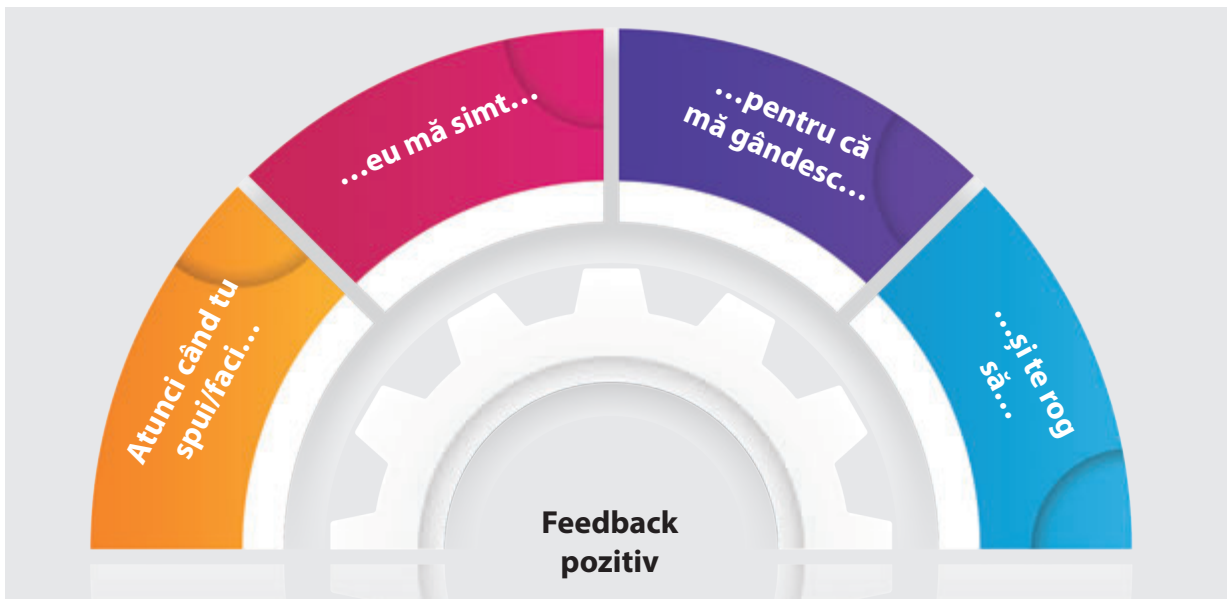 Atunci când tu
spui/faci…
…eu mă simt…
…pentru că
mă gândesc…
…și te rog
să…
Feedback
pozitiv